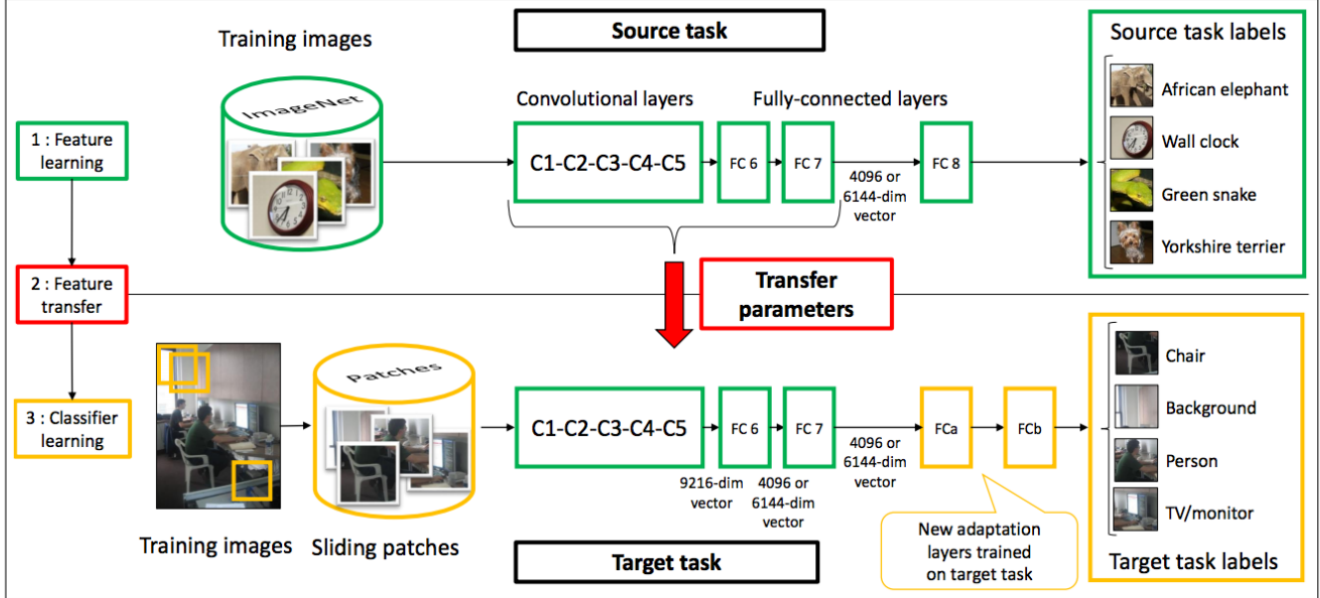 Training images
Source task
Source task labels
ImageNet
Convolutional layers
Fully-connected layers
African elephant
1 : Feature
learning
C1-C2-C3-C4-C5
FC 6
FC 7
4096 or
6144-dim
vector
FC 8
Wall clock
Green snake
Yorkshire terrier
2 : Feature
transfer
Transfer
parameters
3 : Classifier
learning
Patches
C1-C2-C3-C4-C5
FC 6
FC 7
4096 or
6144-dim
vector
FCa
FCb
Chair
Background
Person
TV/monitor
9216-dim
vector
4096 or
6144-dim
vector
New adaptation
layers trained
on target task
Training images
Sliding patches
Target task
Target task labels